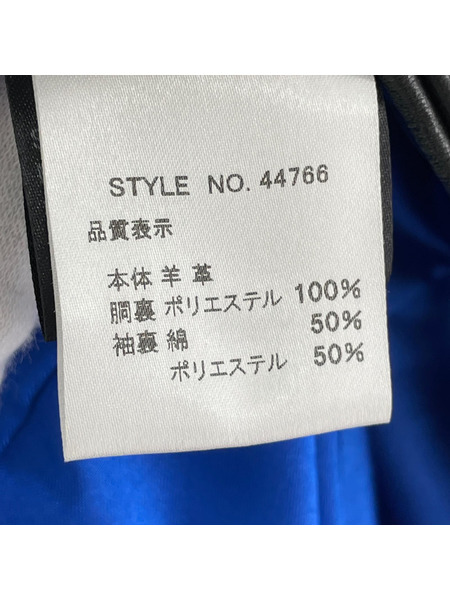 STYLE NO. 44766
品質表示
本体 羊革
胴裏 ポリエステル 100%
袖裏 綿 50%
ポリエステル 50%